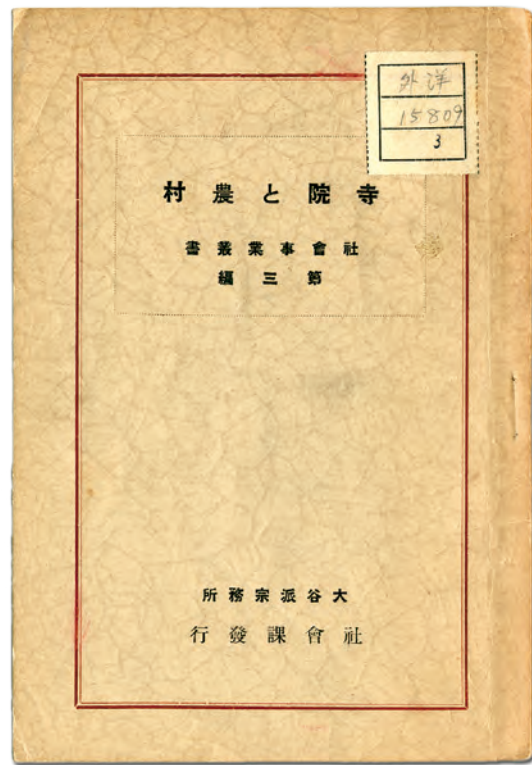 外洋
15809
3
村農と院寺
書叢業事會社
編三第
所務宗派谷大
行發課會社